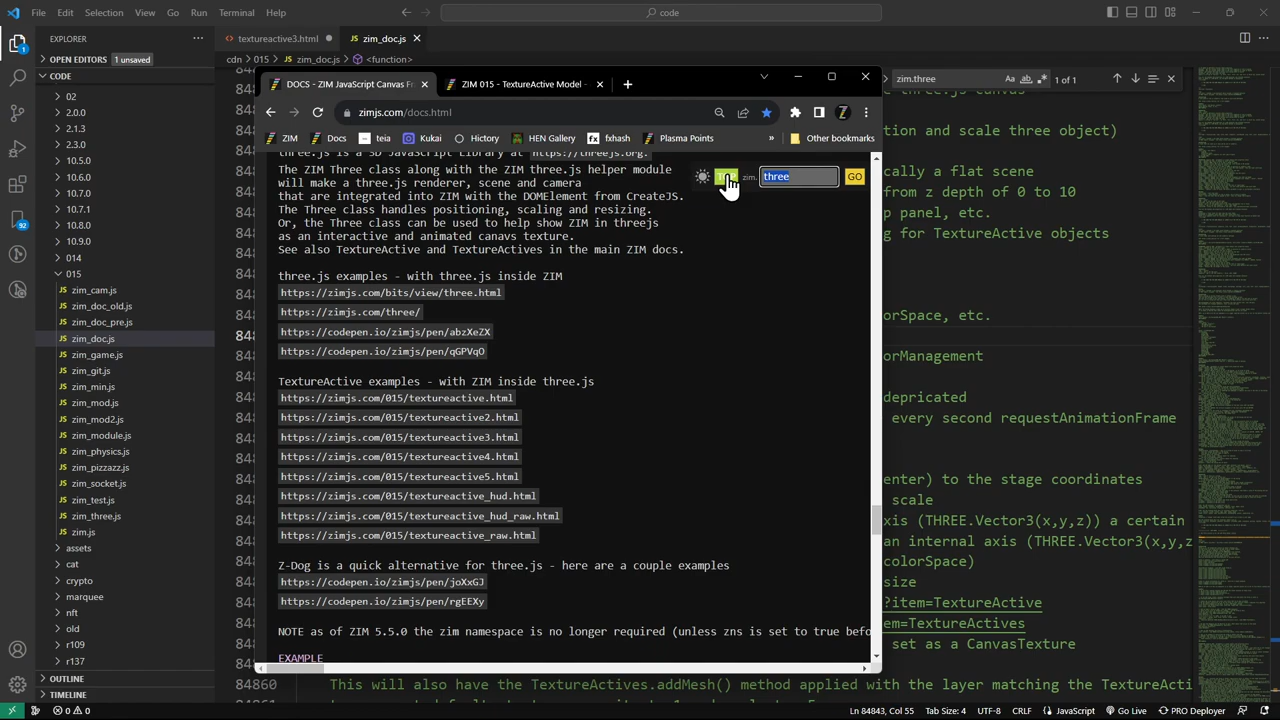 File Edit Selection View Go Run Terminal Help
code
EXPLORER
OPEN EDITORS 1 unsaved
CODE
02
2.0.0
2.1.3
2.3.0
10.5.0
10.6.0
10.7.0
10.7.1
10.8.0
10.9.0
014
015
zim_cam.js
zim_doc_old.js
zim_doc_pre.js
zim_doc.js
zim_game.js
zim_git.js
zim_min.js
zim_mod.js
zim_mod2.js
zim_module.js
zim_physics.js
zim_pizzazz.js
zim_socket.js
zim_test.js
zim_three.js
zim.js
assets
cat
crypto
marquee
nft
old
r109
r137
OUTLINE
TIMELINE
textureactive3.html
zim_doc.js
cdn > 015 > zim_doc.js > <function>
zim.three
1 of 1
DOCS - ZIM JavaScript Canvas Fr
ZIM 015 - TextureActive Model -
zimjs.com/docs.html
ZIM Docs teia Kukai Hictor Art Gallery fxhash Plasma Points » Other bookmarks
TOP zim. three GO
three.js is a 3D JavaScript library at https://threejs.org.
The ZIM Three class along with the ZIM three.js helper module
will make a three.js renderer, scene and camera
that are integrated into a DOMElement from CreateJS.
The Three class handles positioning, scaling and resizing.
Or, the three class can be used to to show ZIM in threejs
as an interactive and animated canvas texture.
See also TextureActive and TextureActives in the main ZIM docs.
three.js examples - with three.js inside ZIM
https://zimjs.com/bits/view/three.html
https://zimjs.com/three/
https://codepen.io/zimjs/pen/abzXeZX
https://codepen.io/zimjs/pen/qGPVqO
TextureActive examples - with ZIM inside three.js
https://zimjs.com/015/textureactive.html
https://zimjs.com/015/textureactive2.html
https://zimjs.com/015/textureactive3.html
https://zimjs.com/015/textureactive4.html
https://zimjs.com/015/textureactive5.html
https://zimjs.com/015/textureactive_hud.html
https://zimjs.com/015/textureactive_hud_raw.html
https://zimjs.com/015/textureactive_raw.html
Z-Dog is a quick alternative for three.js - here are a couple examples
https://codepen.io/zimjs/pen/joXxGJ
https://codepen.io/zimjs/pen/rgEEXy
NOTE as of ZIM 5.5.0 the zim namespace is no longer required (unless zns is set to true befo
EXAMPLE
ion and scale three object)
cally a flat scene
from z depth of 0 to 10
p panel, etc.
ng for TextureActive objects
orSpace etc.
orManagement
depricated
every second requestAnimationFrame
enter) to the stage coordinates
scale
xis (THREE.Vector3(x,y,z)) a certain
an internal axis (THREE.Vector3(x,y,z
colorSpace)
size
?item=TextureActive
em=TextureActives
set as a CanvasTexture
84860
This will also have the TextureActives.addMesh() method applied with the layer matching the TextureActi
0 0
Ln 84843, Col 55 Tab Size: 4 UTF-8 CRLF JavaScript Go Live PRO Deployer